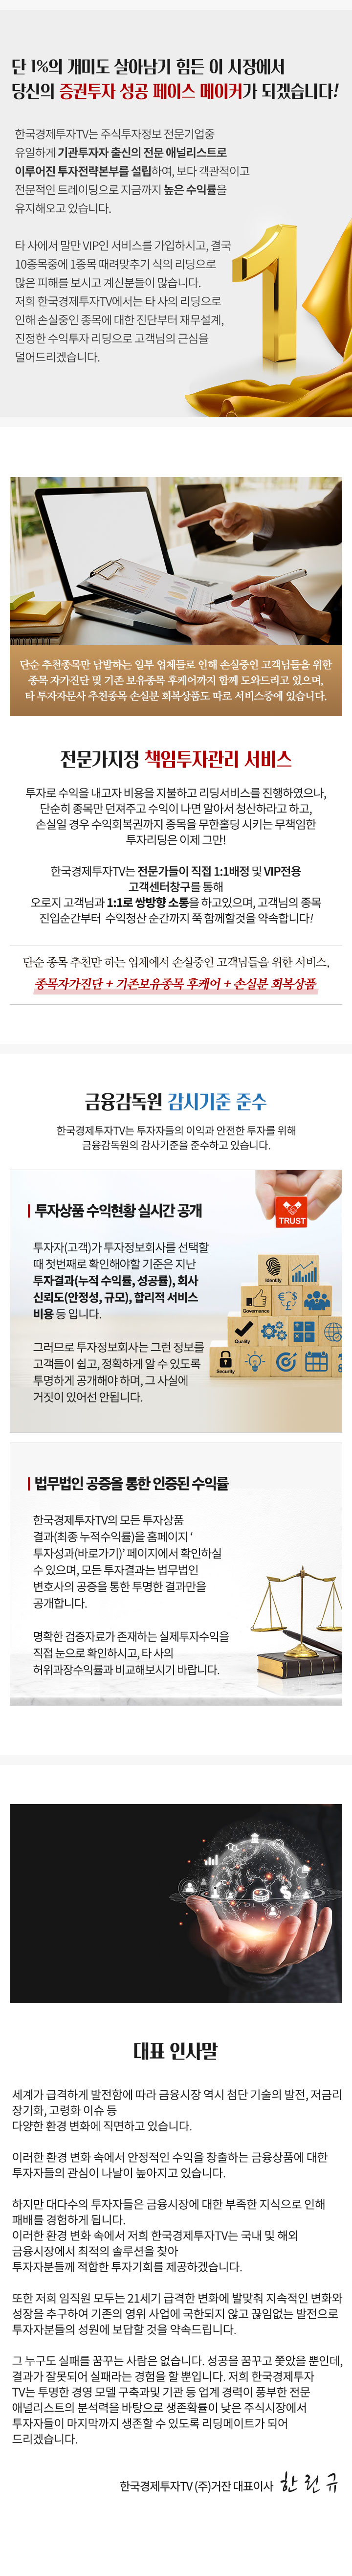 단 1%의 개미도 살아남기 힘든 이 시장에서
당신의 증권투자 성공 페이스 메이커가 되겠습니다!
한국경제투자TV는 주식투자정보 전문기업중
유일하게 기관투자자 출신의 전문 애널리스트로
이루어진 투자전략본부를 설립하여, 보다 객관적이고
전문적인 트레이딩으로 지금까지 높은 수익률을
유지해오고 있습니다.
타 사에서 말만 VIP인 서비스를 가입하시고, 결국
10종목중에 1종목 때려맞추기 식의 리딩으로
많은 피해를 보시고 계신분들이 많습니다.
저희 한국경제투자TV에서는 타 사의 리딩으로
인해 손실중인 종목에 대한 진단부터 재무설계,
진정한 수익투자 리딩으로 고객님의 근심을
덜어드리겠습니다.
단순 추천종목만 남발하는 일부 업체들로 인해 손실중인 고객님들을 위한
종목 자가진단 및 기존 보유종목 후케어까지 함께 도와드리고 있으며,
타 투자자문사 추천종목 손실분 회복상품도 따로 서비스중에 있습니다.
전문가지정 책임투자관리 서비스
투자로 수익을 내고자 비용을 지불하고 리딩서비스를 진행하였으나,
단순히 종목만 던져주고 수익이 나면 알아서 청산하라고 하고,
손실일 경우 수익회복권까지 종목을 무한홀딩 시키는 무책임한
투자리딩은 이제 그만!
한국경제투자TV는 전문가들이 직접 1:1배정 및 VIP전용
고객센터창구를 통해
오로지 고객님과 1:1로 쌍방향 소통을 하고있으며, 고객님의 종목
진입순간부터 수익청산 순간까지 쭉 함께할것을 약속합니다!
단순 종목 추천만 하는 업체에서 손실중인 고객님들을 위한 서비스,
종목자가진단 + 기존보유종목 후케어 + 손실분 회복상품
금융감독원 감시기준 준수
한국경제투자TV는 투자자들의 이익과 안전한 투자를 위해
금융감독원의 감사기준을 준수하고 있습니다.
투자상품 수익현황 실시간 공개
TRUST
투자자(고객)가 투자정보회사를 선택할
때 첫번째로 확인해야할 기준은 지난
투자결과(누적 수익률, 성공률), 회사
신뢰도(안정성, 규모), 합리적 서비스
비용 등 입니다.
Identity
Governance
Quality
Security
그러므로 투자정보회사는 그런 정보를
고객들이 쉽고, 정확하게 알 수 있도록
투명하게 공개해야 하며, 그 사실에
거짓이 있어선 안됩니다.
법무법인 공증을 통한 인증된 수익률
한국경제투자TV의 모든 투자상품
결과(최종 누적수익률)을 홈페이지 ‘
투자성과(바로가기)’ 페이지에서 확인하실
수 있으며, 모든 투자결과는 법무법인
변호사의 공증을 통한 투명한 결과만을
공개합니다.
명확한 검증자료가 존재하는 실제투자수익을
직접 눈으로 확인하시고, 타 사의
허위과장수익률과 비교해보시기 바랍니다.
대표 인사말
세계가 급격하게 발전함에 따라 금융시장 역시 첨단 기술의 발전, 저금리
장기화, 고령화 이슈 등
다양한 환경 변화에 직면하고 있습니다.
이러한 환경 변화 속에서 안정적인 수익을 창출하는 금융상품에 대한
투자자들의 관심이 나날이 높아지고 있습니다.
하지만 대다수의 투자자들은 금융시장에 대한 부족한 지식으로 인해
패배를 경험하게 됩니다.
이러한 환경 변화 속에서 저희 한국경제투자TV는 국내 및 해외
금융시장에서 최적의 솔루션을 찾아
투자자분들께 적합한 투자기회를 제공하겠습니다.
또한 저희 임직원 모두는 21세기 급격한 변화에 발맞춰 지속적인 변화와
성장을 추구하여 기존의 영위 사업에 국한되지 않고 끊임없는 발전으로
투자자분들의 성원에 보답할 것을 약속드립니다.
그 누구도 실패를 꿈꾸는 사람은 없습니다. 성공을 꿈꾸고 쫓았을 뿐인데,
결과가 잘못되어 실패라는 경험을 할 뿐입니다. 저희 한국경제투자
TV는 투명한 경영 모델 구축과및 기관 등 업계 경력이 풍부한 전문
애널리스트의 분석력을 바탕으로 생존확률이 낮은 주식시장에서
투자자들이 마지막까지 생존할 수 있도록 리딩메이트가 되어
드리겠습니다.
한국경제투자TV (주)거잔 대표이사 한린규